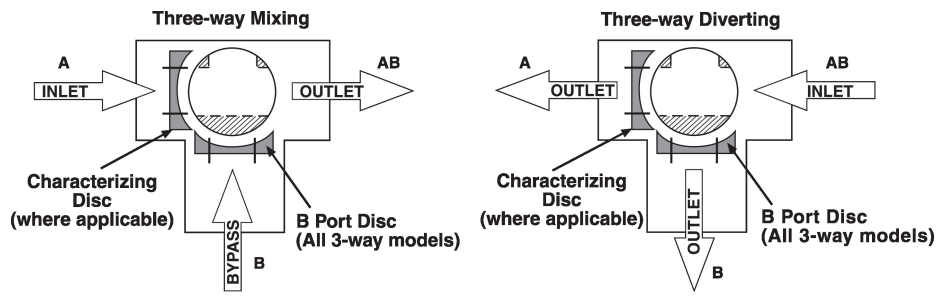 Three-way Mixing
A
INLET
AB
OUTLET
Characterizing
Disc
(where applicable)
BYPASS
B
B Port Disc
(All 3-way models)
Three-way Diverting
A
OUTLET
AB
INLET
Characterizing
Disc
(where applicable)
OUTLET
B
B Port Disc
(All 3-way models)